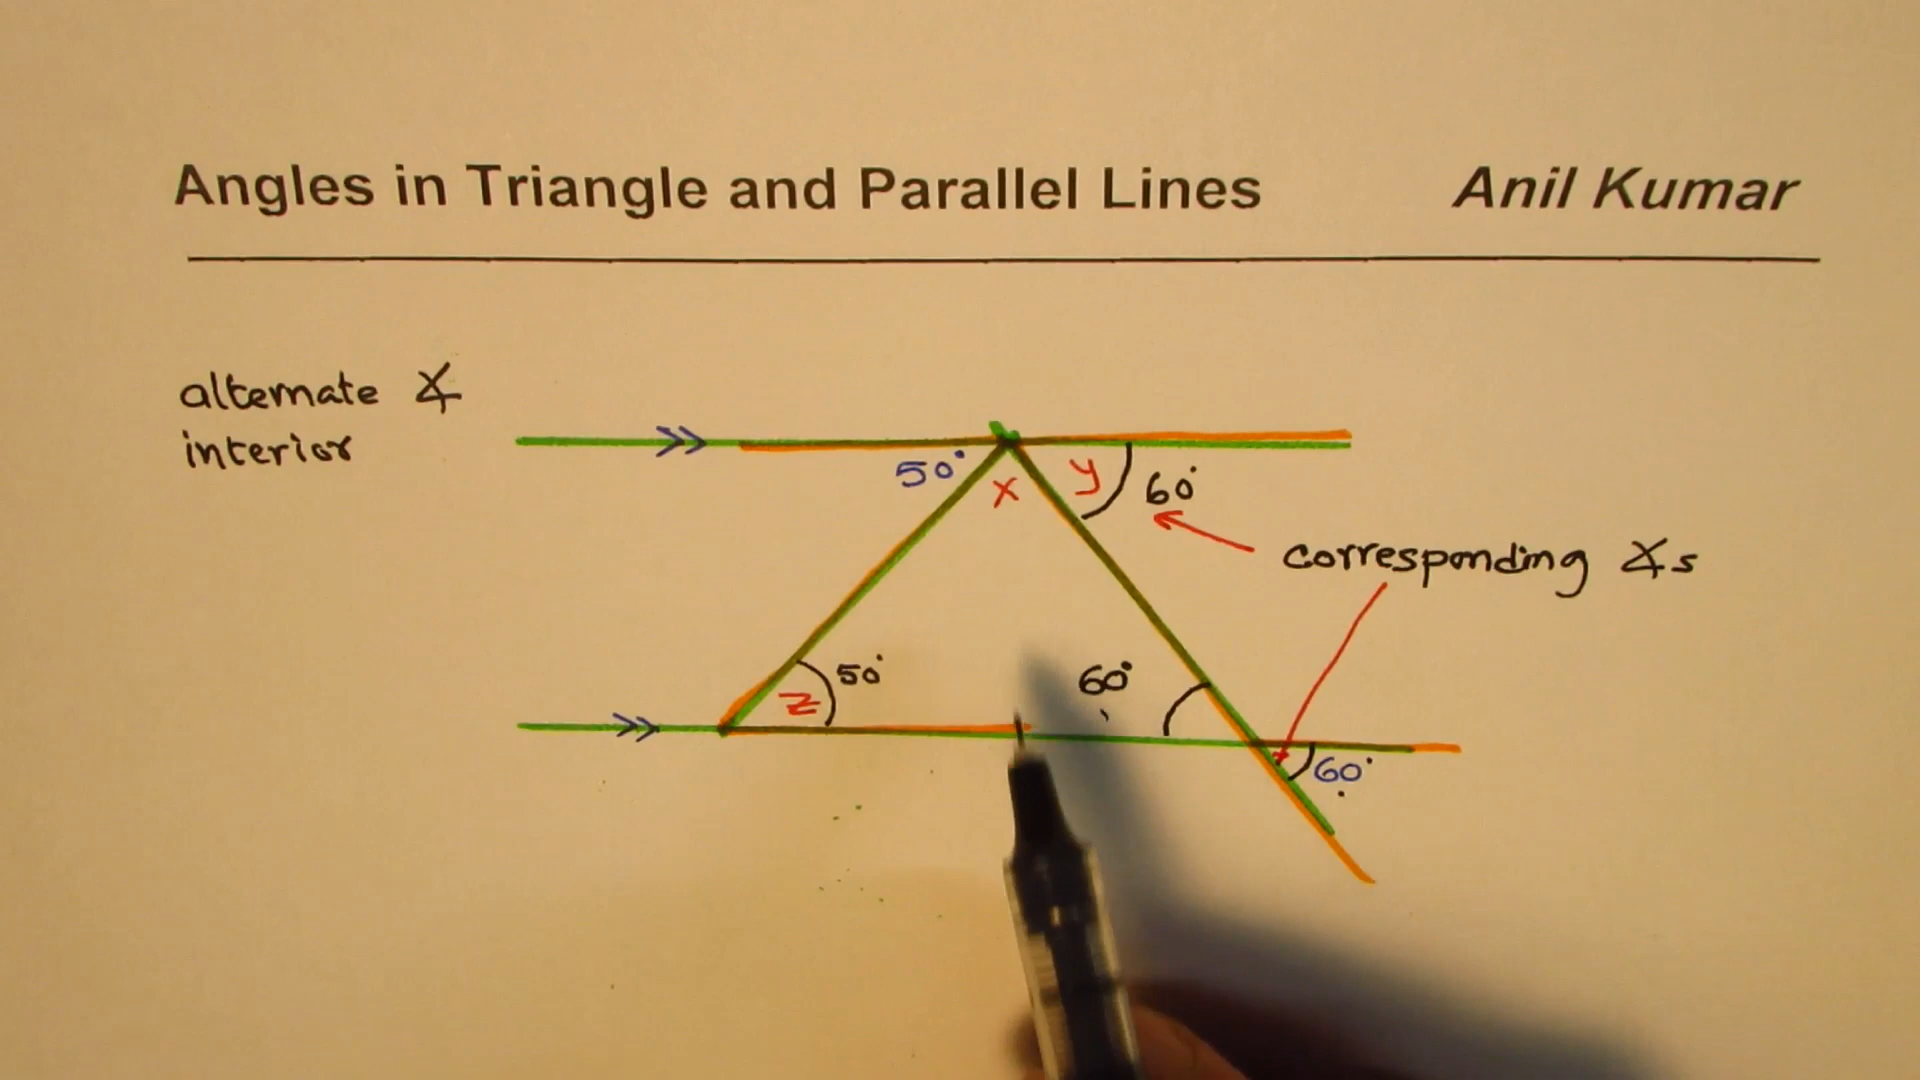 Angles in Triangle and Parallel Lines Anil Kumar
alternate ∡
interior
50° x y 60°
corresponding ∡s
z 50° 60°
60°